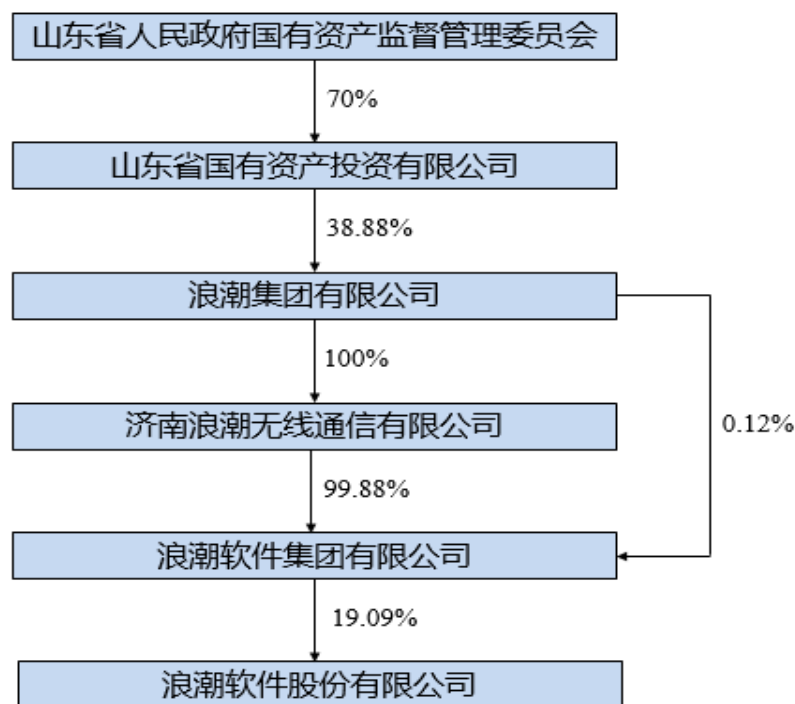 山东省人民政府国有资产监督管理委员会
70%
山东省国有资产投资有限公司
38.88%
浪潮集团有限公司
100%
济南浪潮无线通信有限公司
0.12%
99.88%
浪潮软件集团有限公司
19.09%
浪潮软件股份有限公司